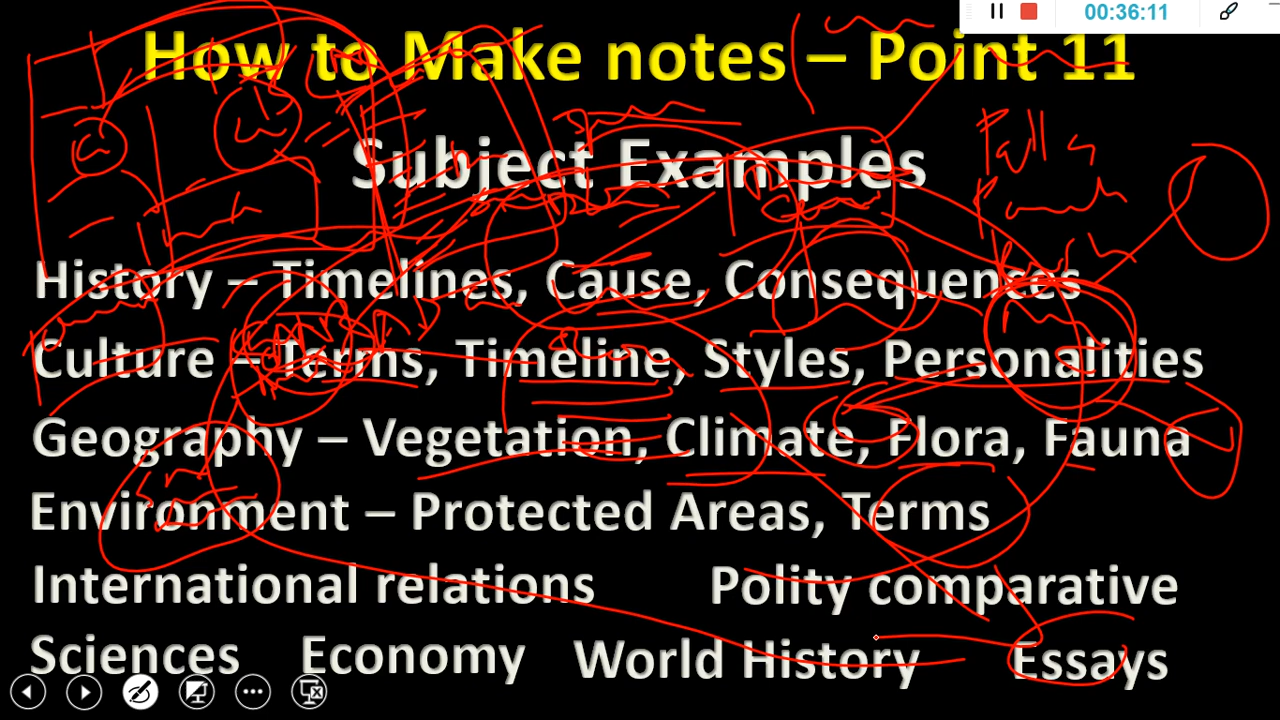 00:36:11
How to Make notes – Point 11
Subject Examples
History – Timelines, Cause, Consequences
Culture – Terms, Timeline, Styles, Personalities
Geography – Vegetation, Climate, Flora, Fauna
Environment – Protected Areas, Terms
International relations Polity comparative
Sciences Economy World History Essays